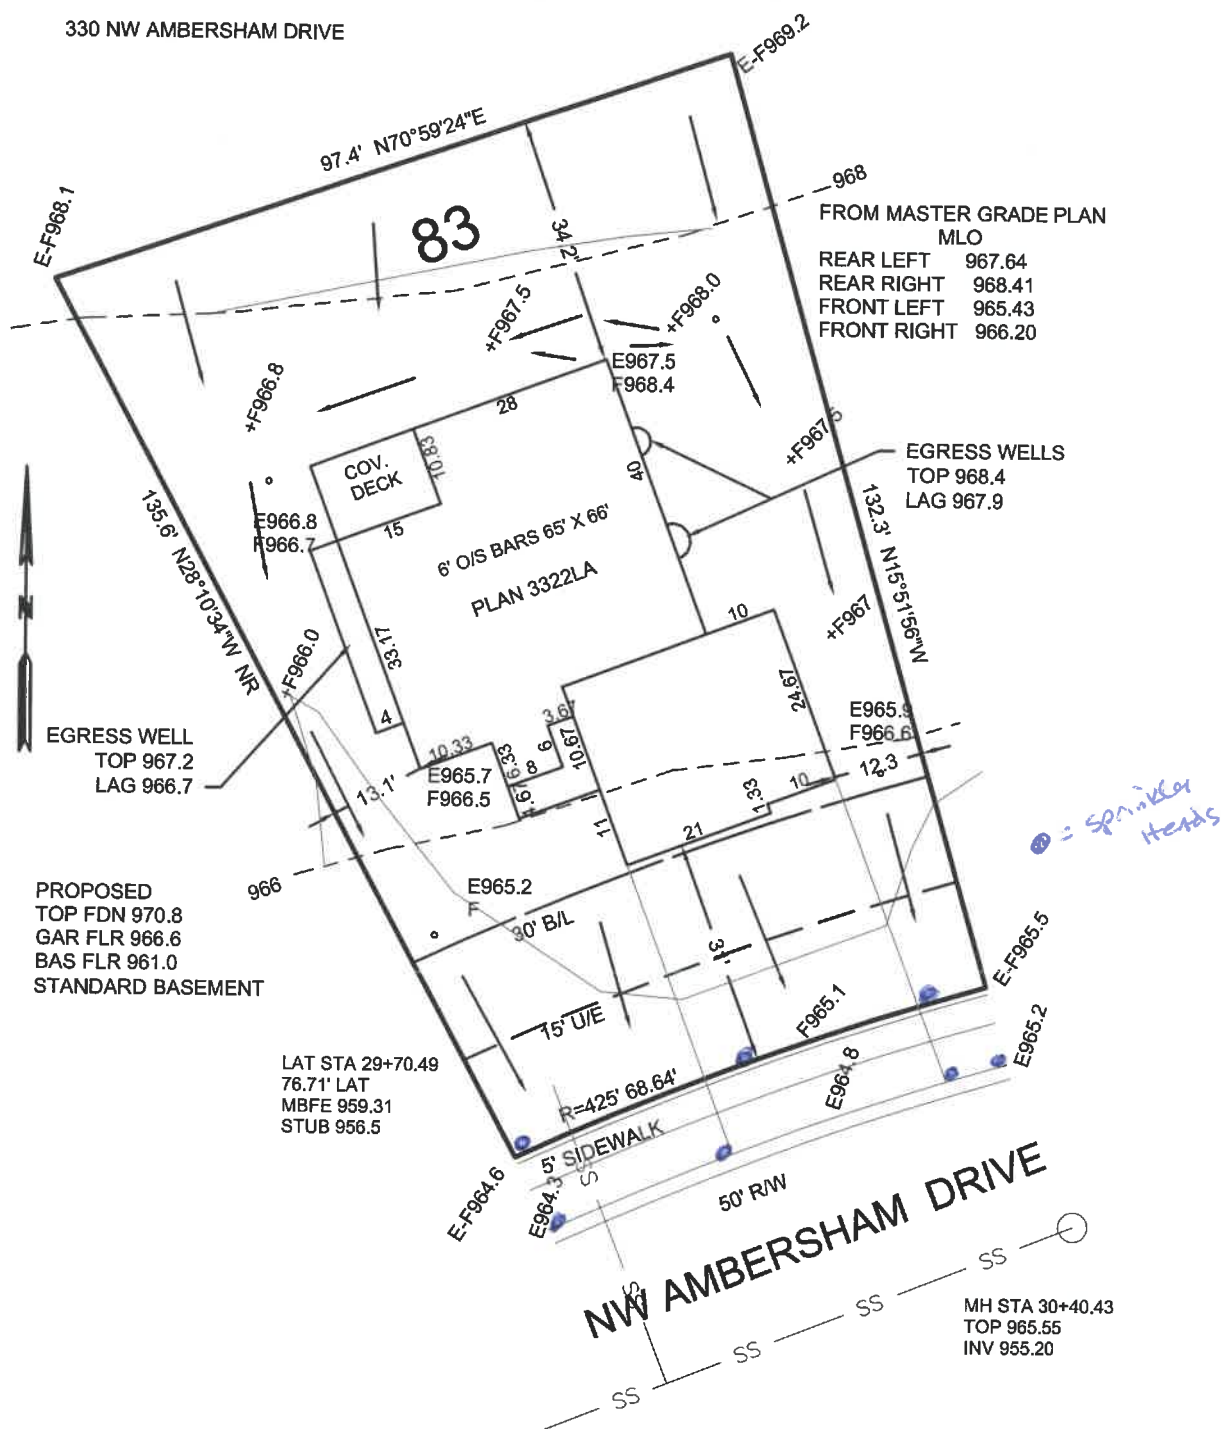 330 NW AMBERSHAM DRIVE
E-F969.2
97.4' N70°59'24"E
E-F968.1
968
83
34.2'
FROM MASTER GRADE PLAN
MLO
REAR LEFT 967.64
REAR RIGHT 968.41
FRONT LEFT 965.43
FRONT RIGHT 966.20
+F967.5
+F968.0
E967.5
F968.4
+F966.8
28
+F967.5
COV.
DECK
10.83
40
EGRESS WELLS
TOP 968.4
LAG 967.9
135.6' N28°10'34"W NR
132.3' N15°51'56"W
E966.8
F966.7
15
6' O/S BARS 65' X 66'
PLAN 3322LA
N
10
+F967
+F966.0
33.17
24.67
EGRESS WELL
TOP 967.2
LAG 966.7
4
3.67
6
10.67
E965.9
F966.6
10.33
6.33
8
E965.7
F966.5
4.67
13.1'
12.3
10
1.33
11
21
= Sprinkler
Heads
966
PROPOSED
TOP FDN 970.8
GAR FLR 966.6
BAS FLR 961.0
STANDARD BASEMENT
E965.2
F
30' B/L
31'
E-F965.5
15' U/E
F965.1
LAT STA 29+70.49
76.71' LAT
MBFE 959.31
STUB 956.5
E965.2
E964.8
R=425' 68.64'
5' SIDEWALK
SS
E-F964.6
E964.3
50' R/W
NW AMBERSHAM DRIVE
SS
SS
SS
SS
SS
MH STA 30+40.43
TOP 965.55
INV 955.20